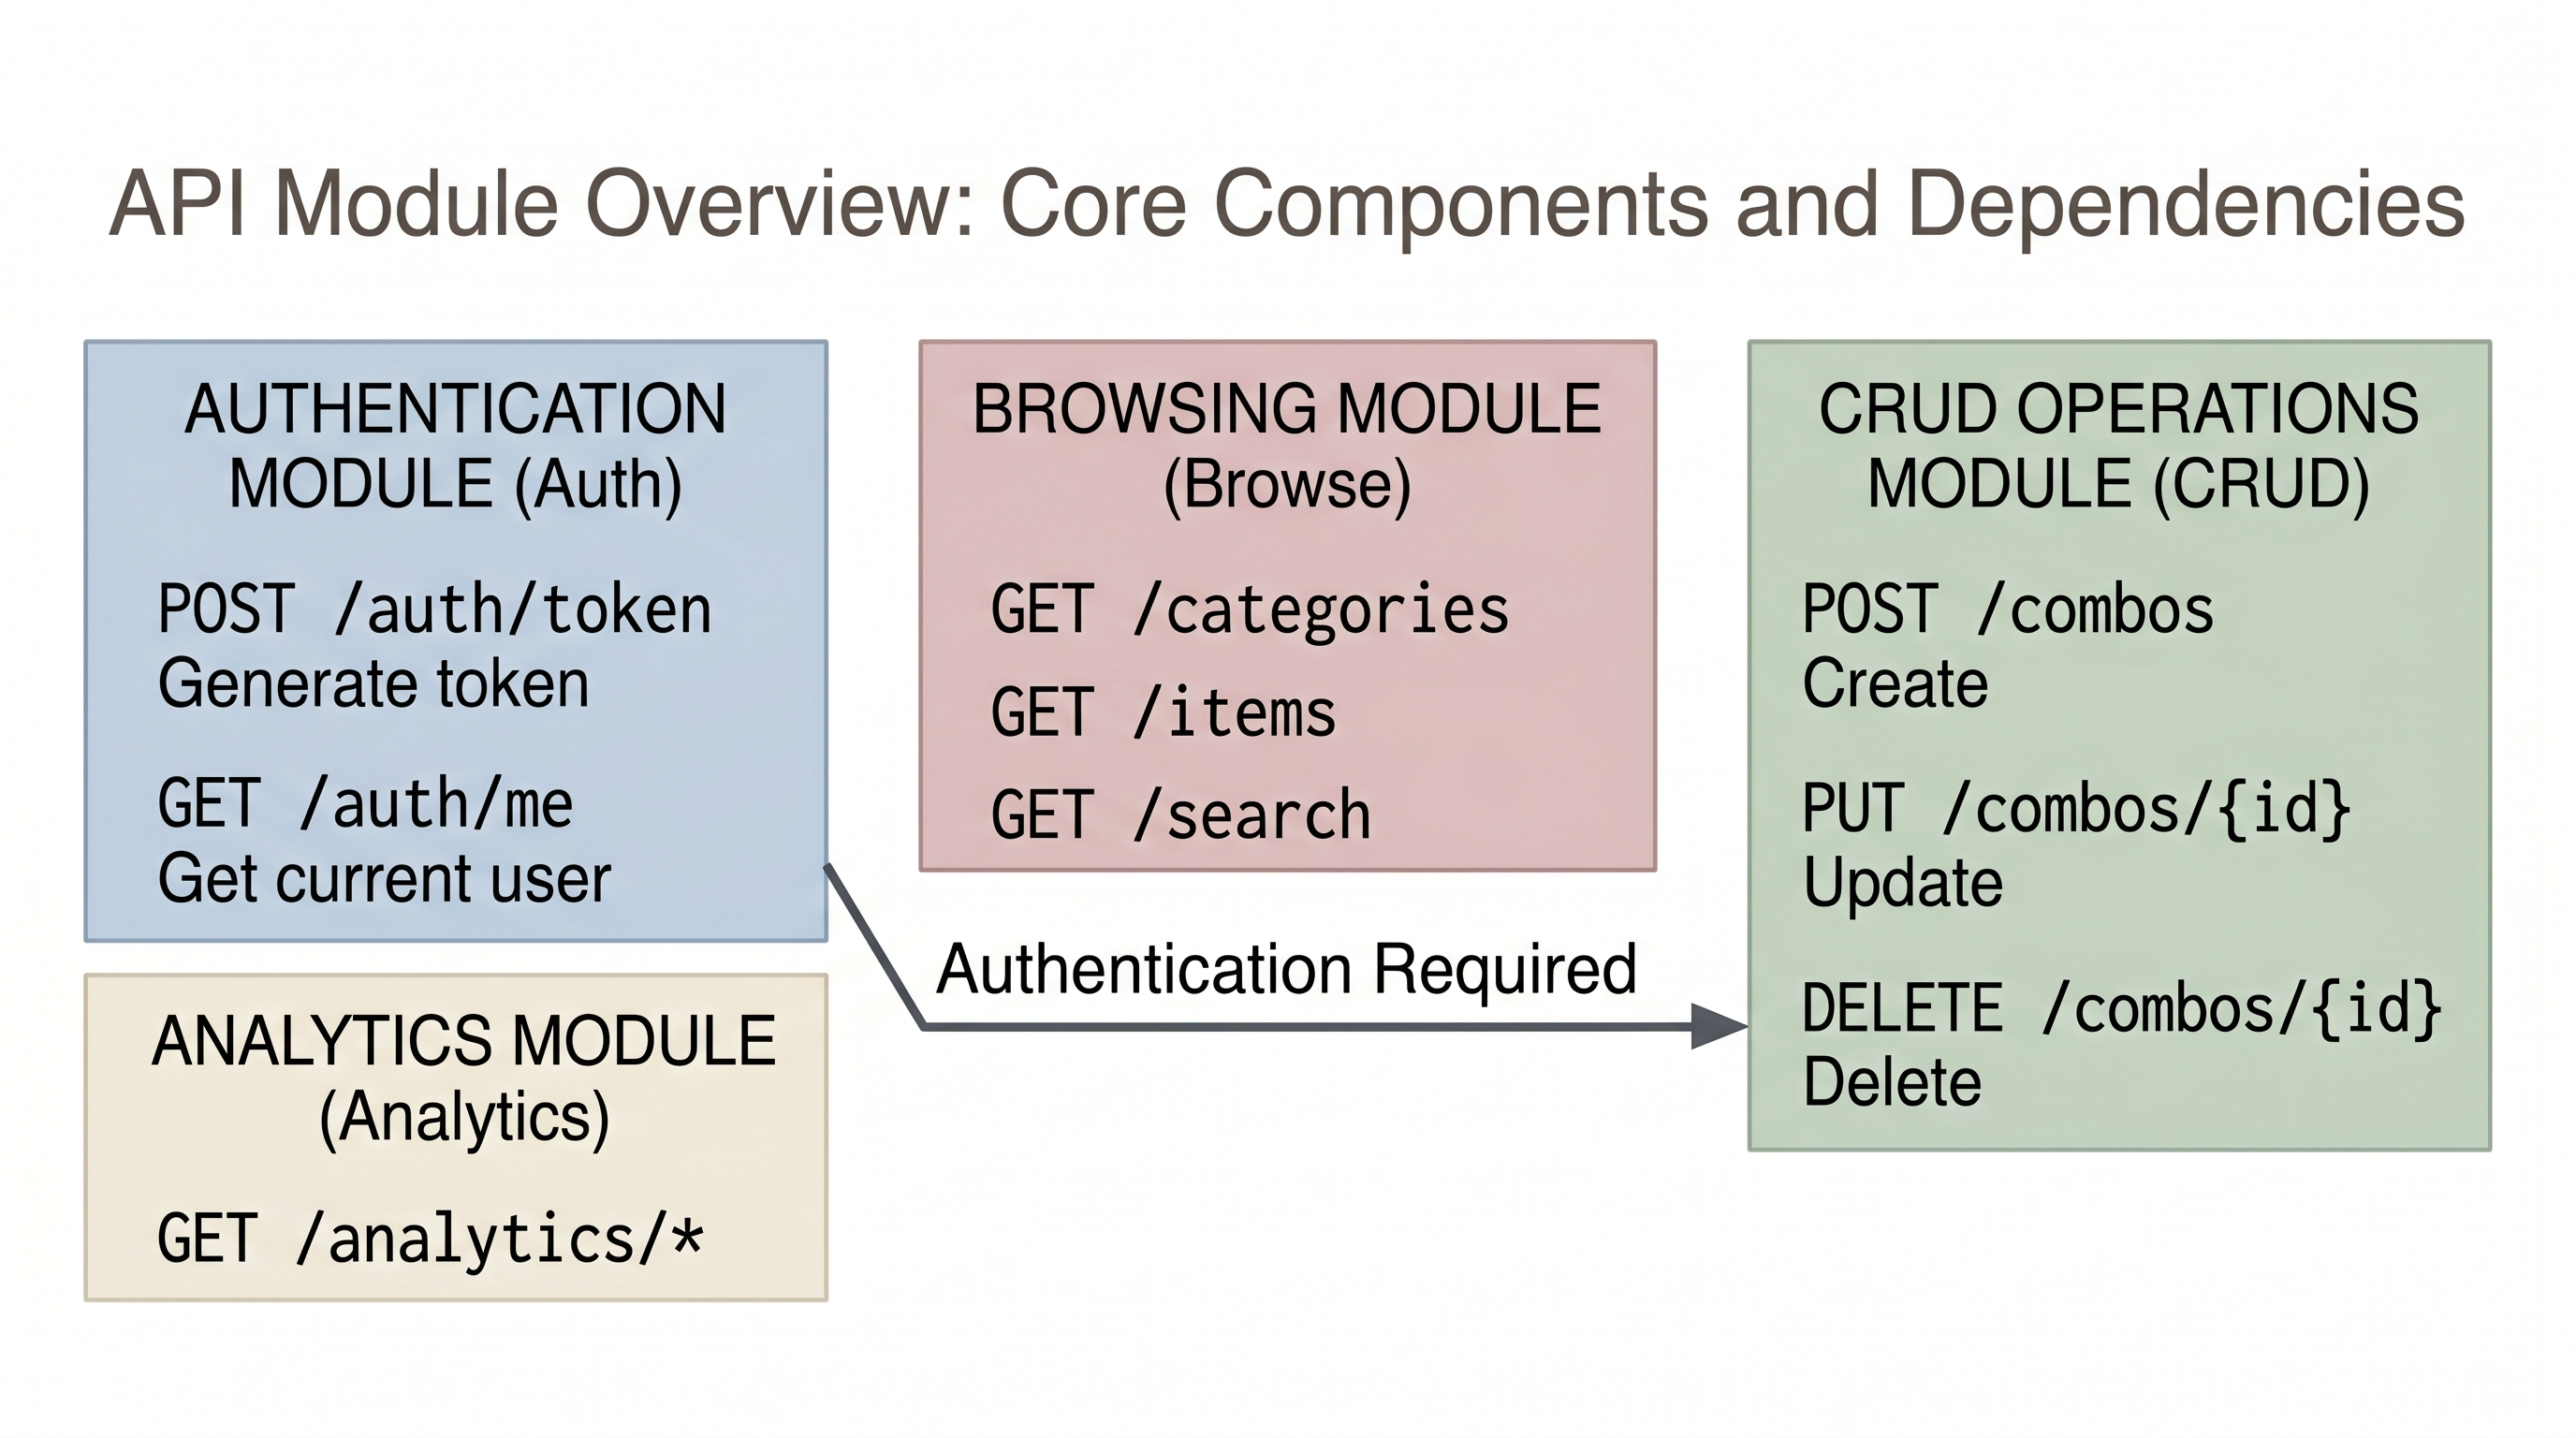 API Module Overview: Core Components and Dependencies
AUTHENTICATION
MODULE (Auth)
POST /auth/token
Generate token
GET /auth/me
Get current user
BROWSING MODULE
(Browse)
GET /categories
GET /items
GET /search
CRUD OPERATIONS
MODULE (CRUD)
POST /combos
Create
PUT /combos/{id}
Update
DELETE /combos/{id}
Delete
Authentication Required
ANALYTICS MODULE
(Analytics)
GET /analytics/*